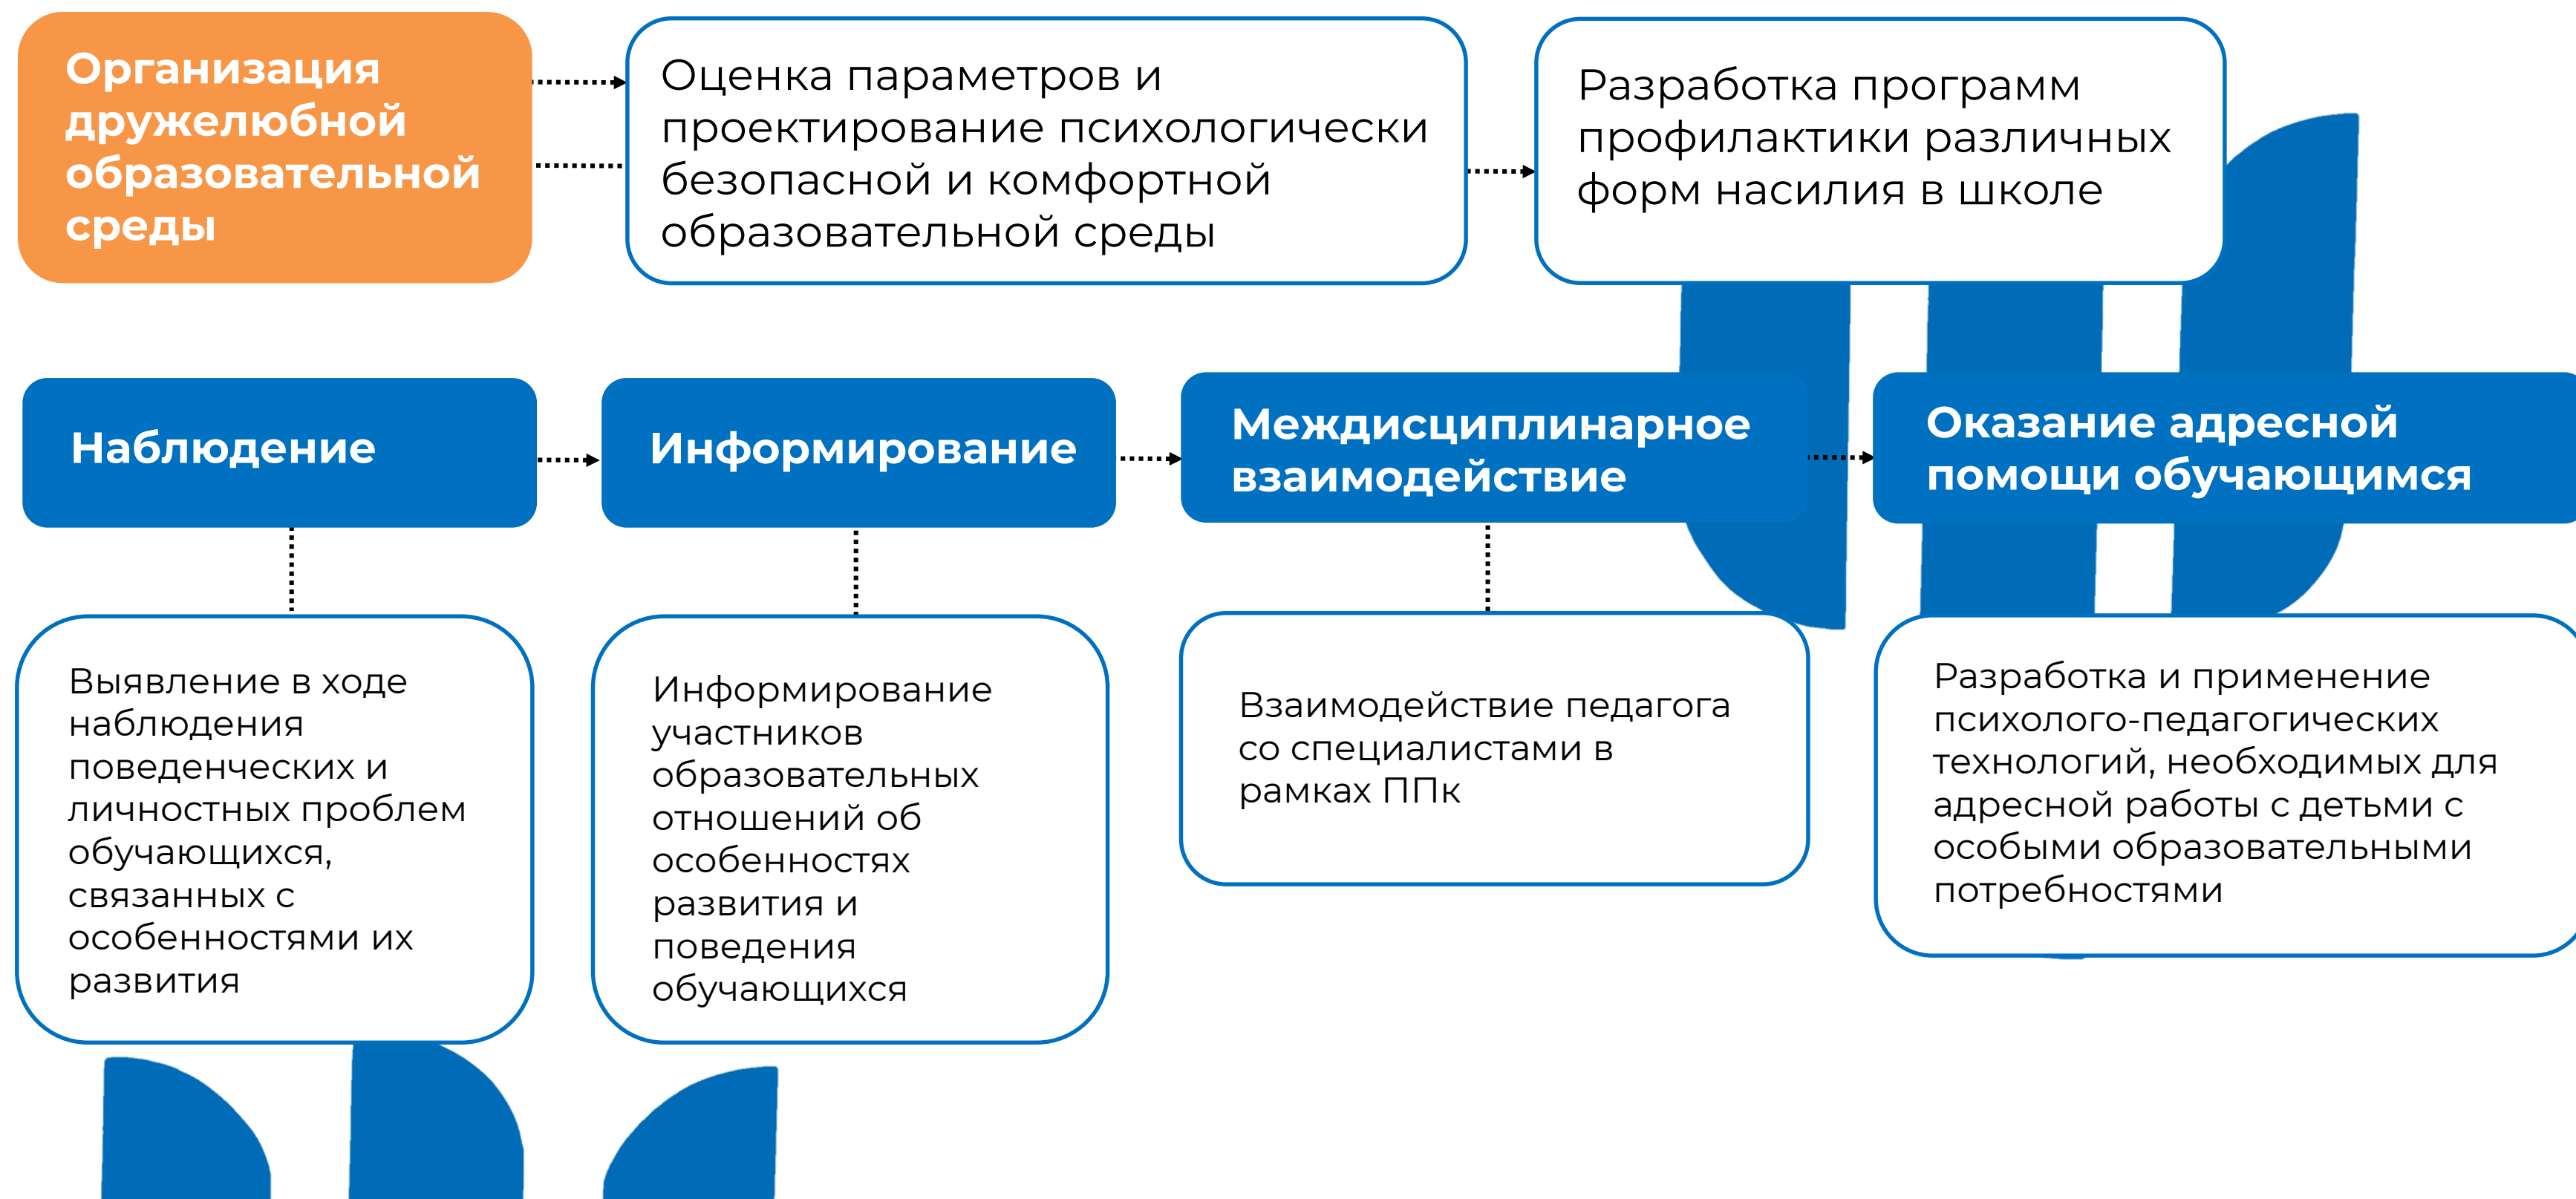 Организация
дружелюбной
образовательной
среды
Оценка параметров и
проектирование психологически
безопасной и комфортной
образовательной среды
Разработка программ
профилактики различных
форм насилия в школе
Наблюдение
Информирование
Междисциплинарное
взаимодействие
Оказание адресной
помощи обучающимся
Выявление в ходе
наблюдения
поведенческих и
личностных проблем
обучающихся,
связанных с
особенностями их
развития
Информирование
участников
образовательных
отношений об
особенностях
развития и
поведения
обучающихся
Взаимодействие педагога
со специалистами в
рамках ППк
Разработка и применение
психолого-педагогических
технологий, необходимых для
адресной работы с детьми с
особыми образовательными
потребностями